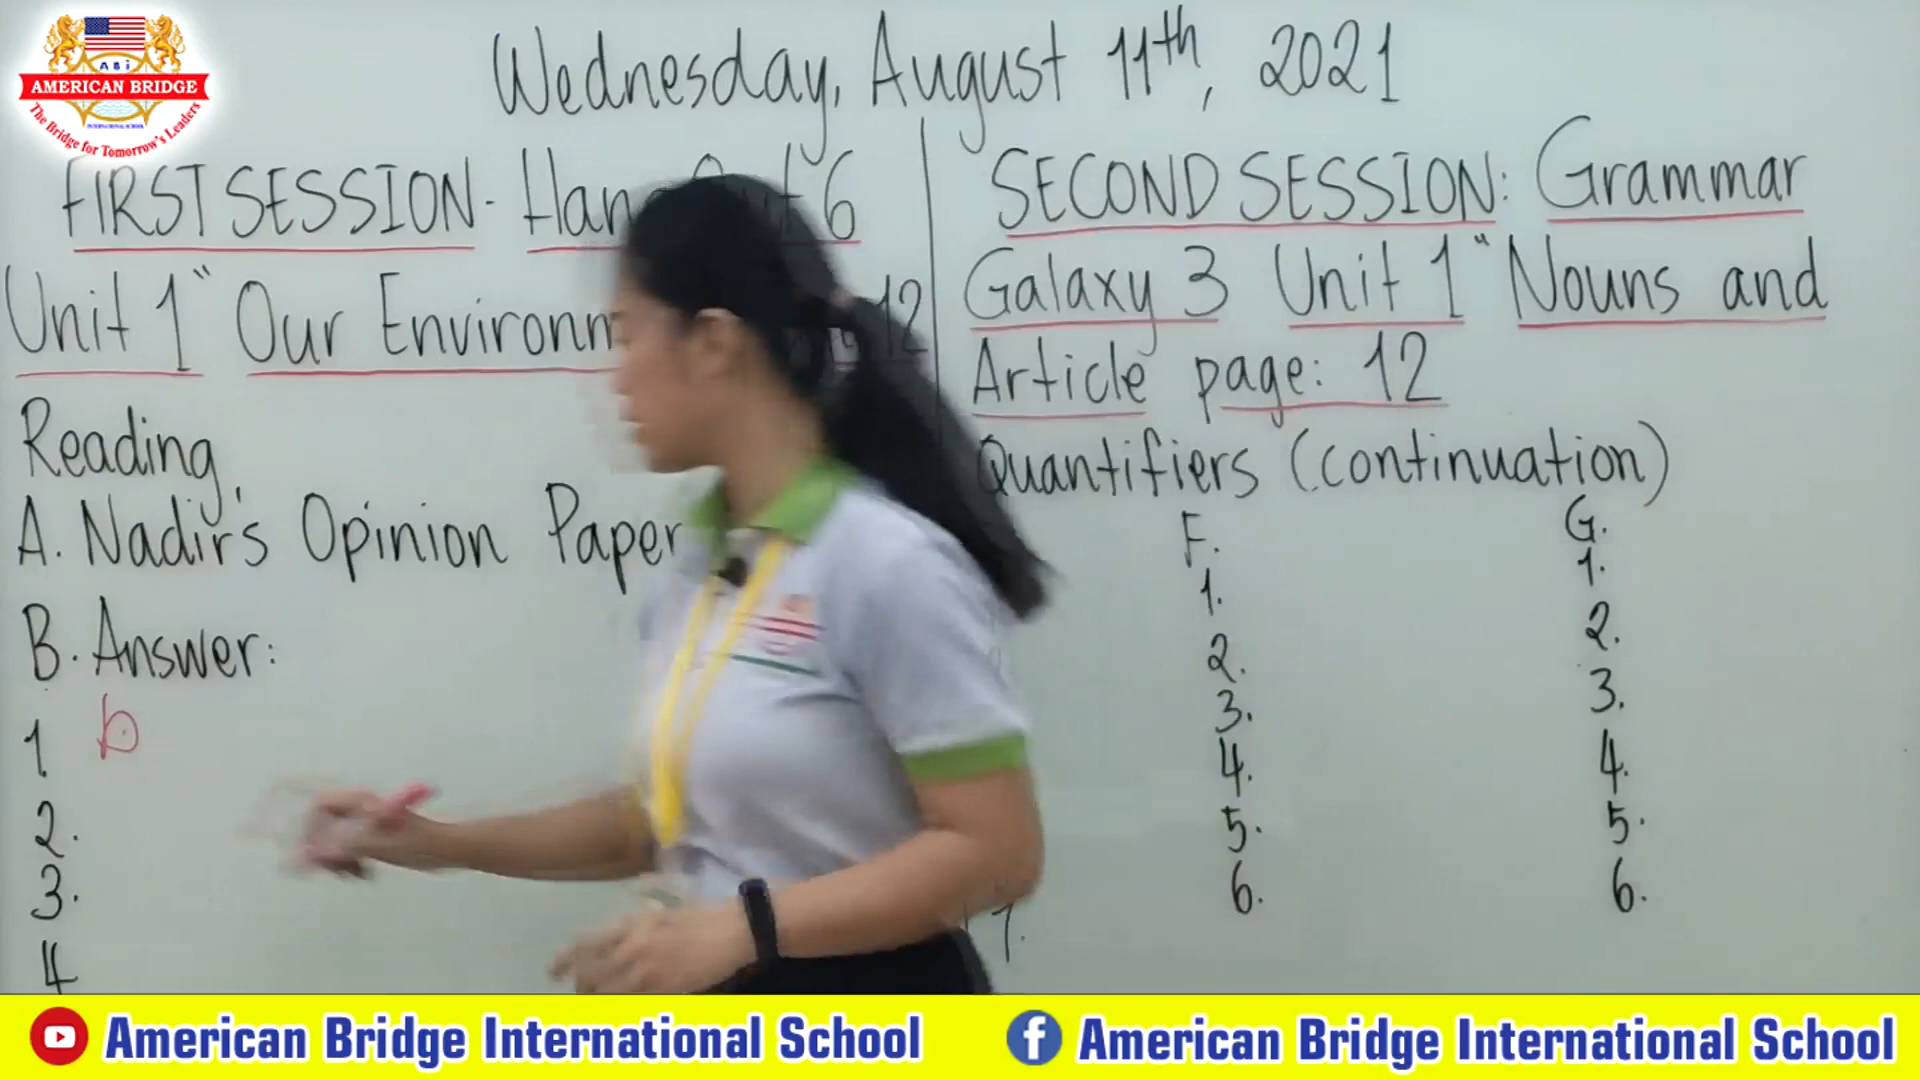 ABi
AMERICAN BRIDGE
INTERNATIONAL SCHOOL
The Bridge for Tomorrow's Leaders
Wednesday, August 11th, 2021
FIRST SESSION - 6
Unit 1 " Our 12
Reading
A. Nadir's Opinion Paper
B. Answer:
1 b
2.
3.
4
SECOND SESSION: Grammar
Galaxy 3 Unit 1 " Nouns and
Article page: 12
Quantifiers (continuation)
7.
F.
1.
2.
3.
4.
5.
6.
G.
1.
2.
3.
4.
5.
6.
American Bridge International School
American Bridge International School